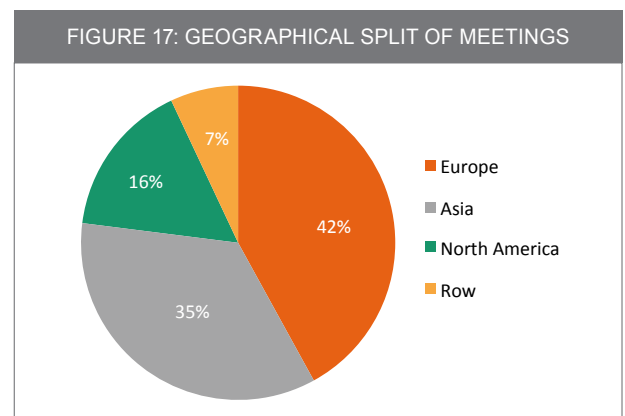 FIGURE 17: GEOGRAPHICAL SPLIT OF MEETINGS
7%
16%
42%
35%
Europe
Asia
North America
Row